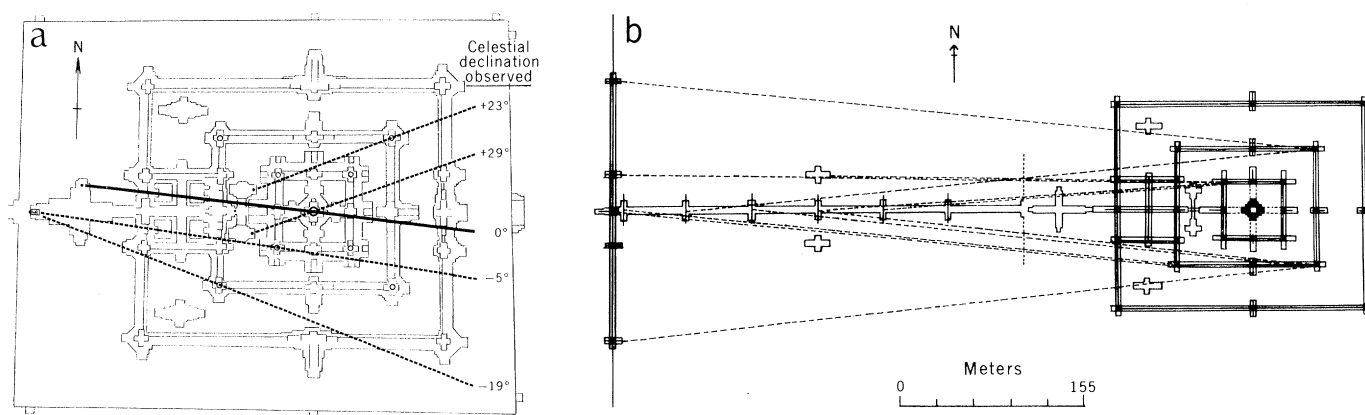 a
N
Celestial
declination
observed
+23°
+29°
0°
−5°
−19°
b
N
Meters
0 155